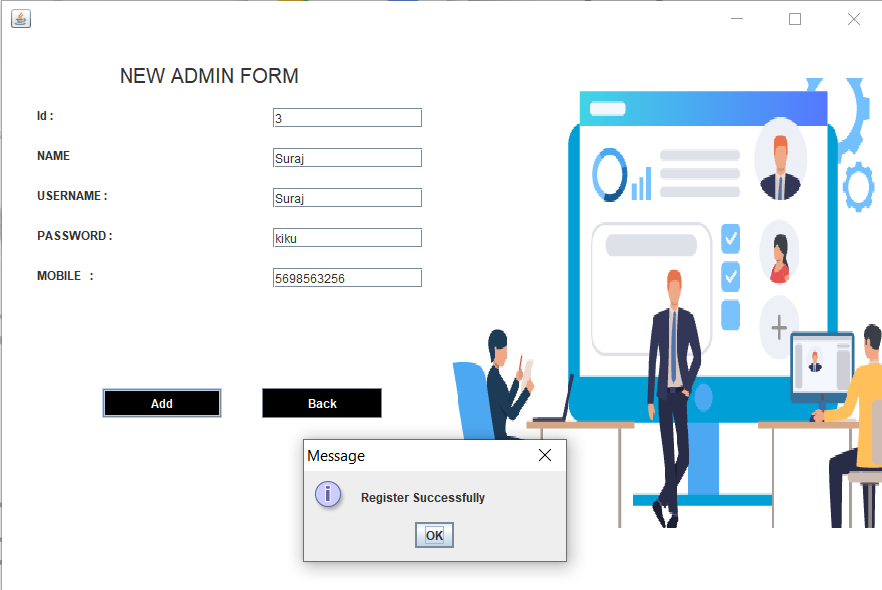 NEW ADMIN FORM
Id : 3
NAME Suraj
USERNAME : Suraj
PASSWORD : kiku
MOBILE : 5698563256
Add Back
Message
Register Successfully
OK